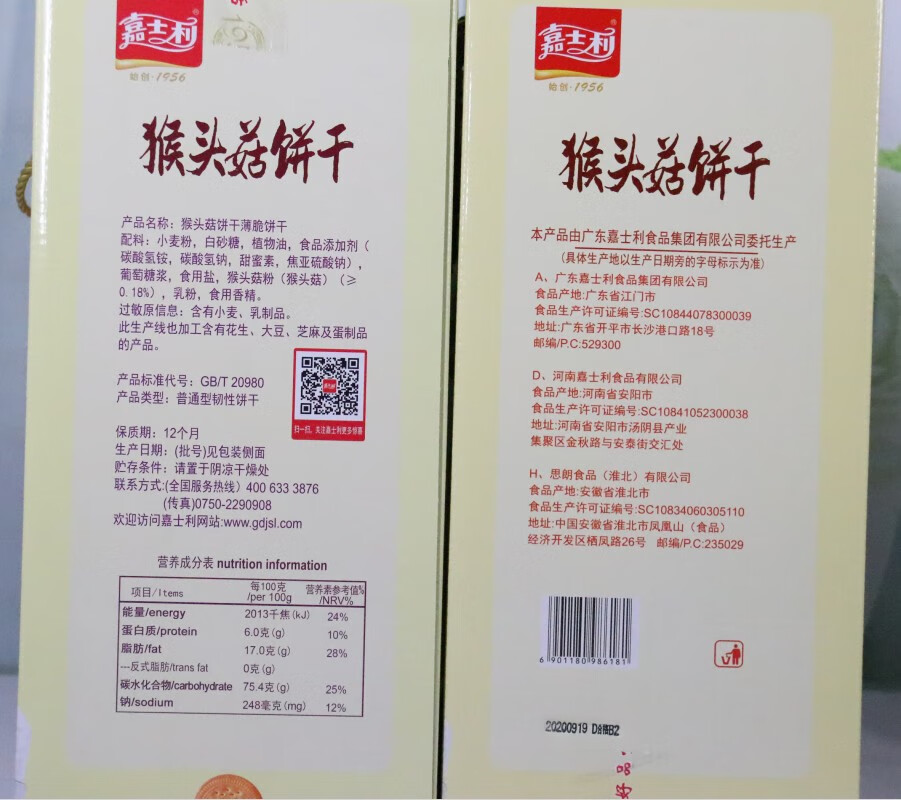 嘉士利
始创·1956
猴头菇饼干
产品名称：猴头菇饼干薄脆饼干
配料：小麦粉，白砂糖，植物油，食品添加剂（
碳酸氢铵，碳酸氢钠，甜蜜素，焦亚硫酸钠），
葡萄糖浆，食用盐，猴头菇粉（猴头菇）（≥
0.18%），乳粉，食用香精。
过敏原信息：含有小麦、乳制品。
此生产线也加工含有花生、大豆、芝麻及蛋制品
的产品。
产品标准代号：GB/T 20980
产品类型：普通型韧性饼干
扫一扫，关注嘉士利更多惊喜
保质期：12个月
生产日期：(批号)见包装侧面
贮存条件：请置于阴凉干燥处
联系方式:(全国服务热线）400 633 3876
(传真)0750-2290908
欢迎访问嘉士利网站:www.gdjsl.com
营养成分表 nutrition information
项目/Items 每100克/per 100g 营养素参考值%/NRV%
能量/energy 2013千焦(kJ) 24%
蛋白质/protein 6.0克(g) 10%
脂肪/fat 17.0克(g) 28%
---反式脂肪/trans fat 0克(g)
碳水化合物/carbohydrate 75.4克(g) 25%
钠/sodium 248毫克(mg) 12%
嘉士利
始创·1956
猴头菇饼干
本产品由广东嘉士利食品集团有限公司委托生产
(具体生产地以生产日期旁的字母标示为准)
A、广东嘉士利食品集团有限公司
食品产地:广东省江门市
食品生产许可证编号:SC10844078300039
地址:广东省开平市长沙港口路18号
邮编/P.C:529300
D、河南嘉士利食品有限公司
食品产地:河南省安阳市
食品生产许可证编号:SC10841052300038
地址:河南省安阳市汤阴县产业
集聚区金秋路与安泰街交汇处
H、思朗食品（淮北）有限公司
食品产地:安徽省淮北市
食品生产许可证编号:SC10834060305110
地址:中国安徽省淮北市凤凰山（食品）
经济开发区栖凤路26号 邮编/P.C:235029
6 901180 986181
20200919 D合格B2